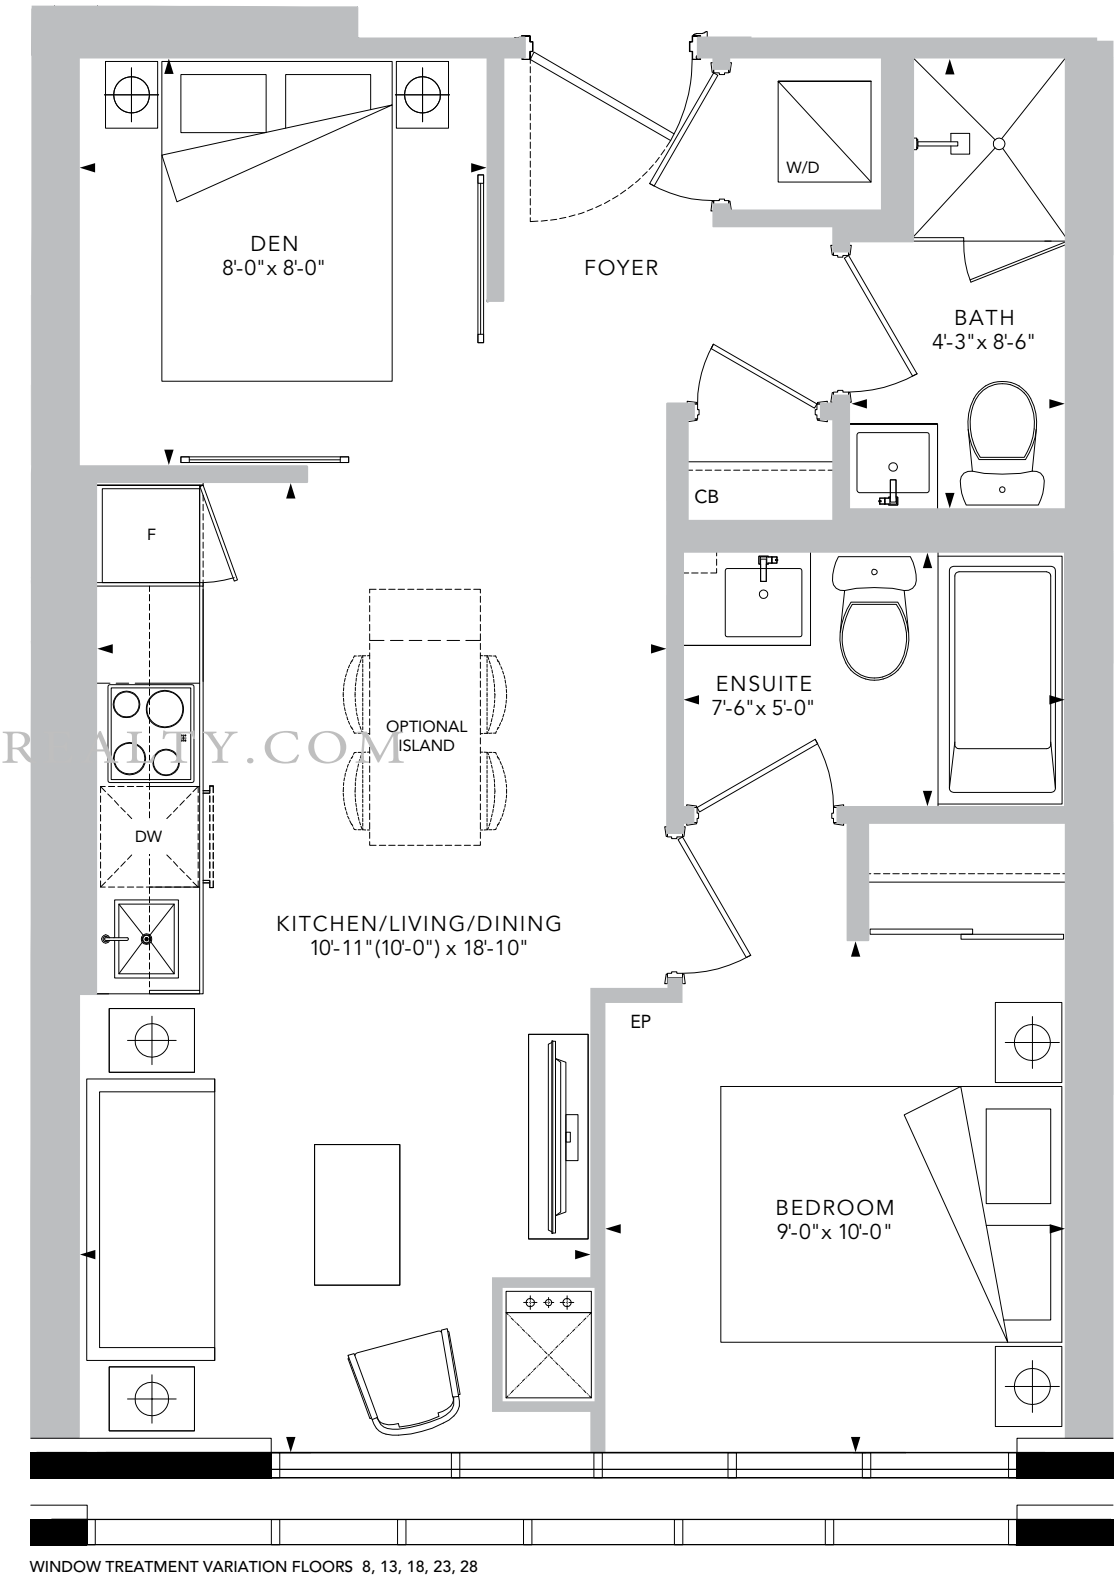 W/D
DEN
8'-0"x 8'-0"
FOYER
BATH
4'-3"x 8'-6"
CB
F
ENSUITE
7'-6"x 5'-0"
OPTIONAL
ISLAND
REALTY.COM
DW
KITCHEN/LIVING/DINING
10'-11"(10'-0") x 18'-10"
EP
BEDROOM
9'-0"x 10'-0"
WINDOW TREATMENT VARIATION FLOORS 8, 13, 18, 23, 28